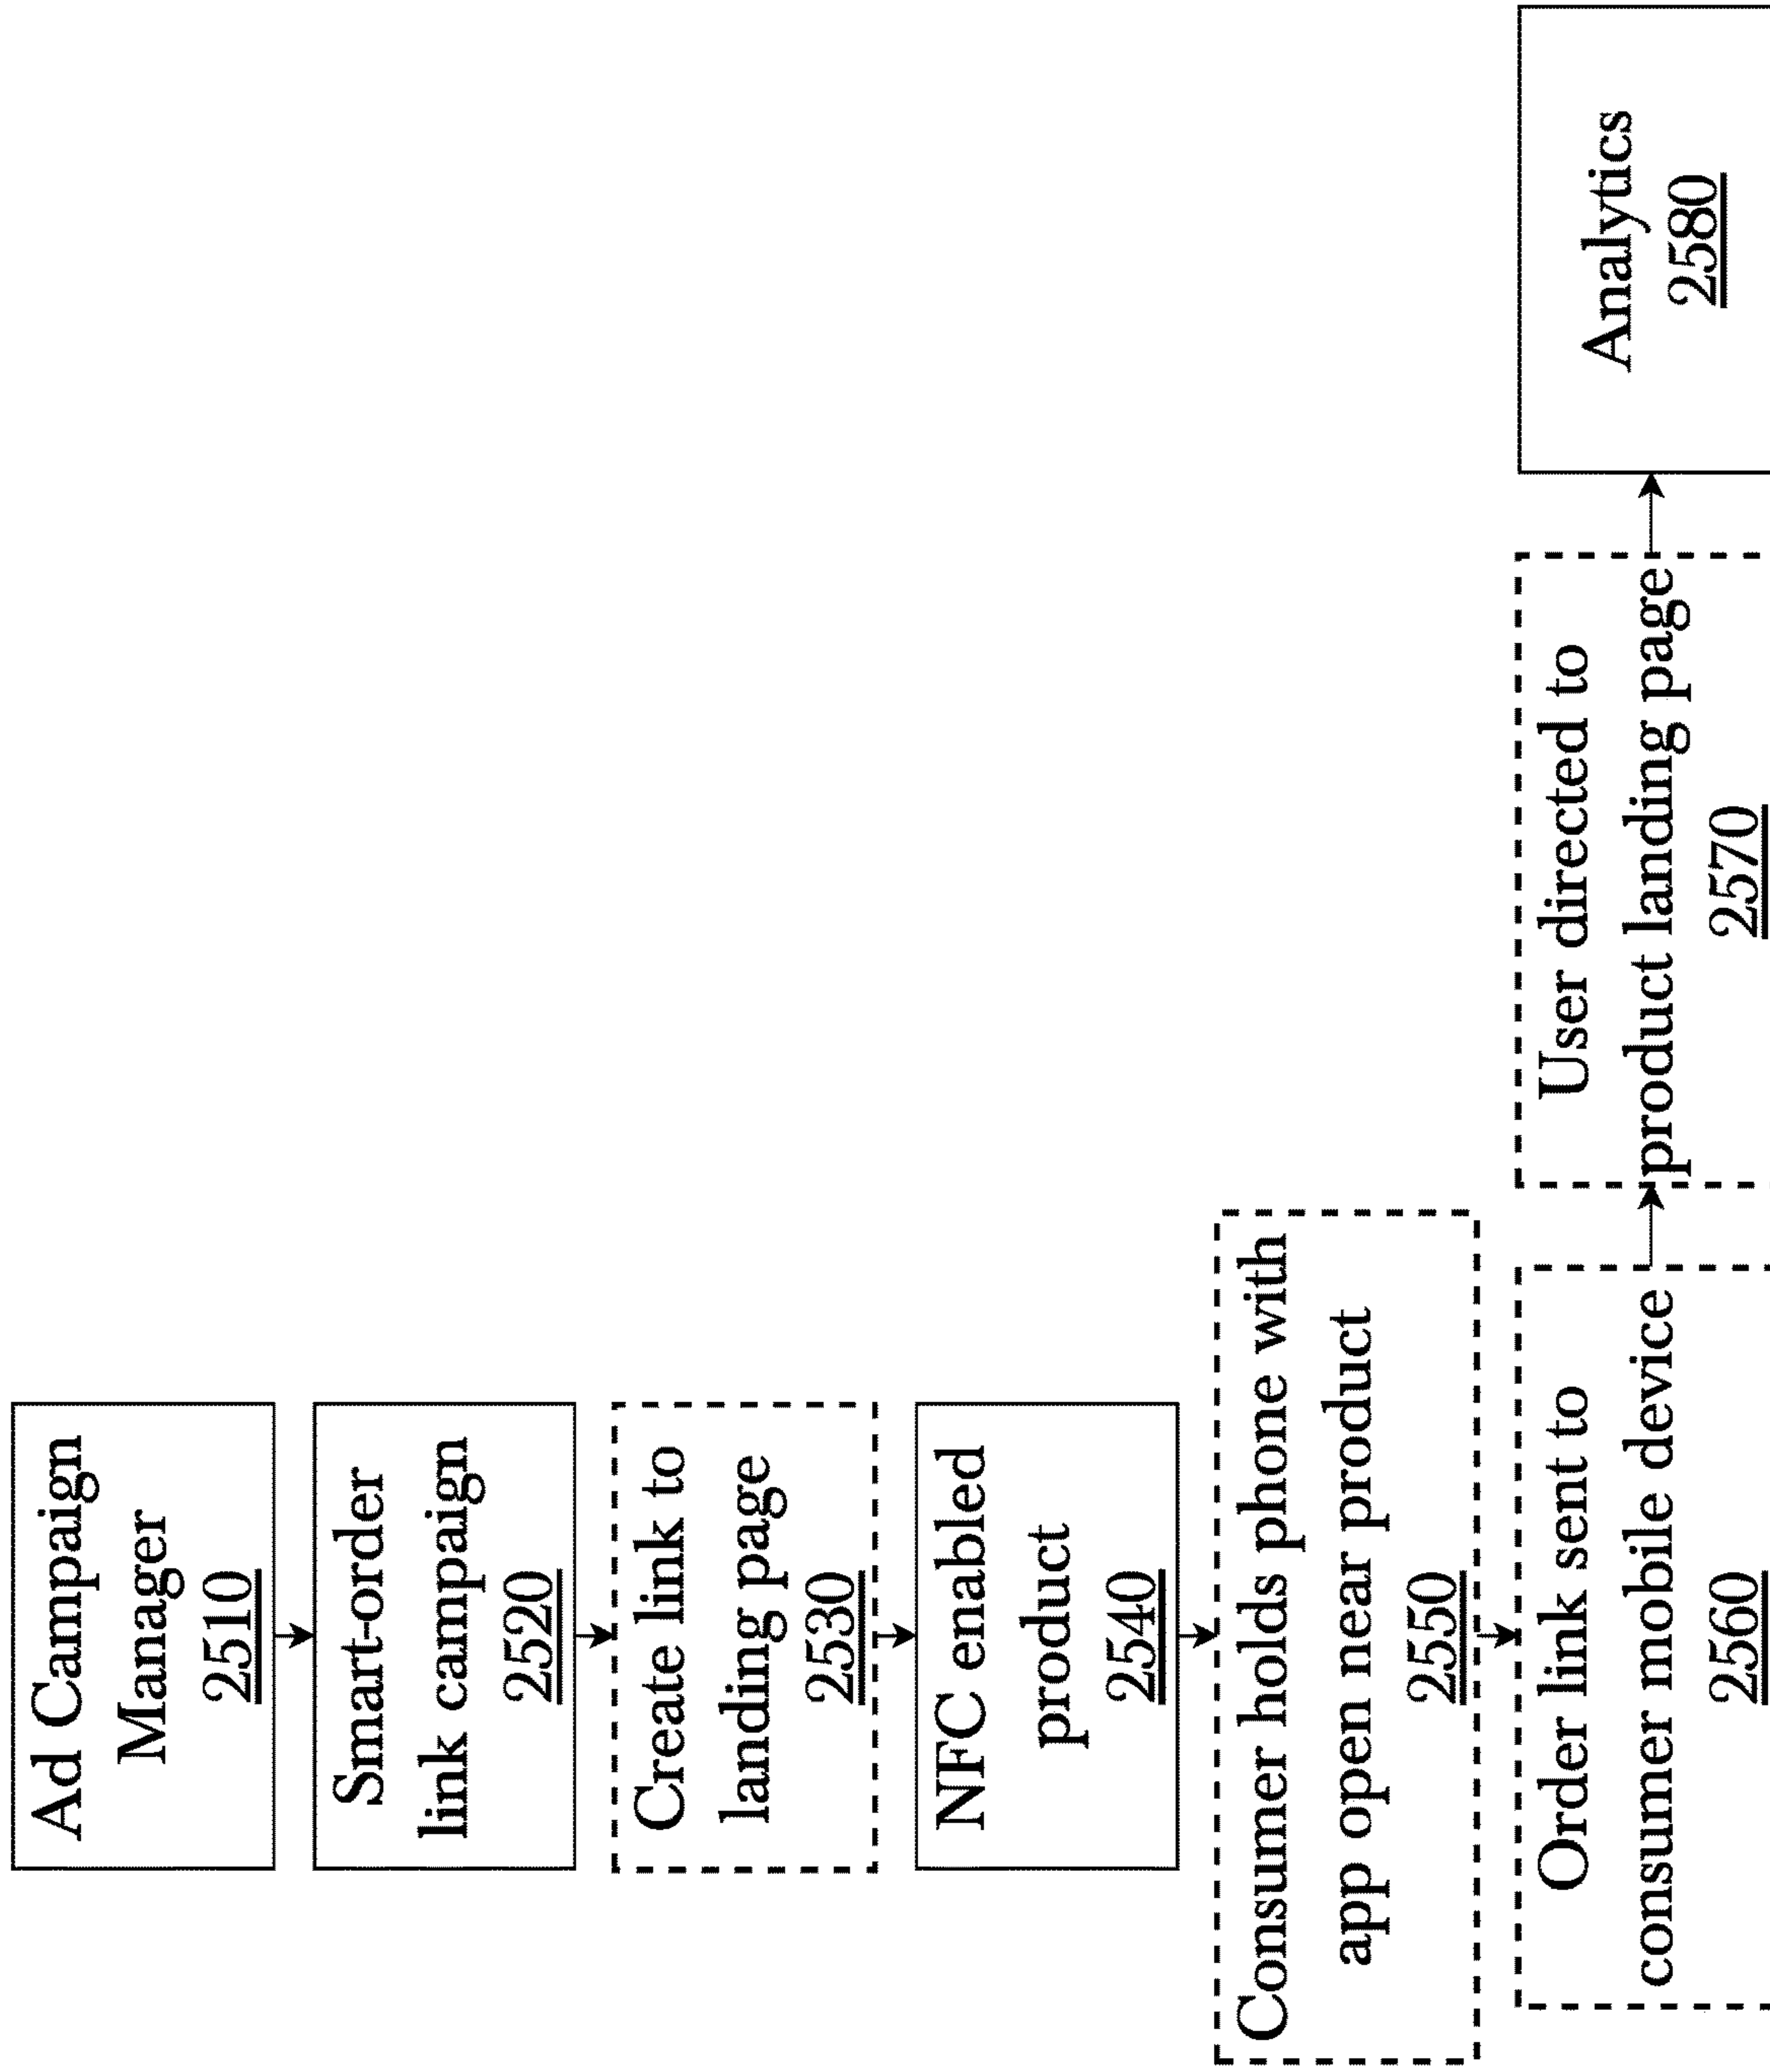 Ad Campaign
Manager
2510
Smart-order
link campaign
2520
Create link to
landing page
2530
NFC enabled
product
2540
Consumer holds phone with
app open near product
2550
Order link sent to
consumer mobile device
2560
User directed to
product landing page
2570
Analytics
2580